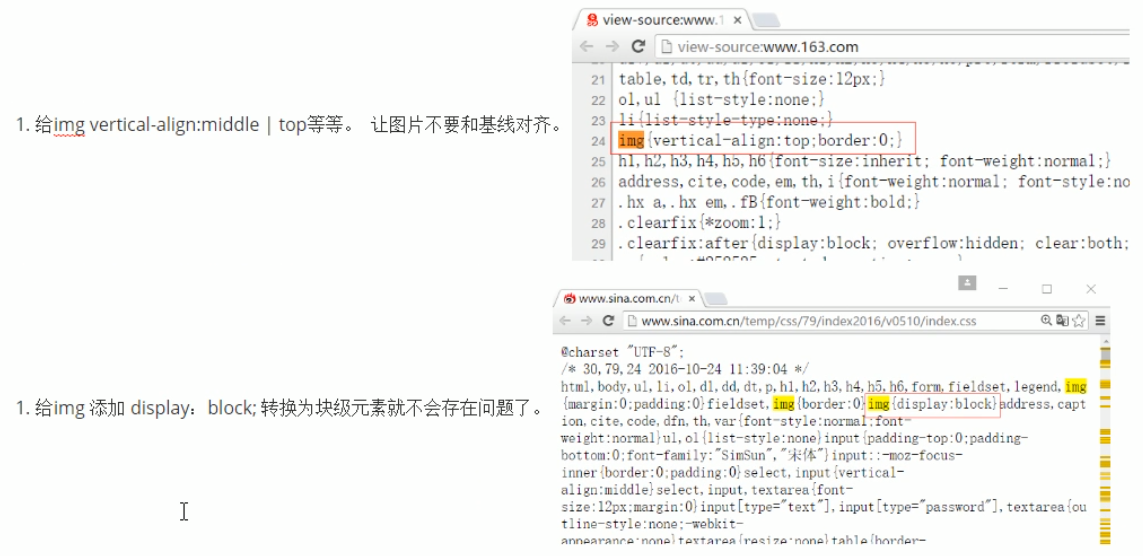 view-source:www.1
view-source:www.163.com
21 table,td,tr,th{font-size:12px;}
22 ol,ul {list-style:none;}
23 li{list-style-type:none;}
1. 给img vertical-align:middle | top等等。 让图片不要和基线对齐。
24 img{vertical-align:top;border:0;}
25 h1,h2,h3,h4,h5,h6{font-size:inherit; font-weight:normal;}
26 address,cite,code,em,th,i{font-weight:normal; font-style:no
27 .hx a,.hx em,.fB{font-weight:bold;}
28 .clearfix{*zoom:1;}
29 .clearfix:after{display:block; overflow:hidden; clear:both;
www.sina.com.cn/t
www.sina.com.cn/temp/css/79/index2016/v0510/index.css
@charset "UTF-8";
/* 30,79,24 2016-10-24 11:39:04 */
html,body,ul,li,ol,dl,dd,dt,p,h1,h2,h3,h4,h5,h6,form,fieldset,legend,img
{margin:0;padding:0}fieldset,img{border:0}img{display:block}address,capt
1. 给img 添加 display：block; 转换为块级元素就不会存在问题了。
ion,cite,code,dfn,th,var{font-style:normal;font-
weight:normal}ul,ol{list-style:none}input{padding-top:0;padding-
bottom:0;font-family:"SimSun","宋体"}input::-moz-focus-
inner{border:0;padding:0}select,input{vertical-
align:middle}select,input,textarea{font-
size:12px;margin:0}input[type="text"],input[type="password"],textarea{ou
tline-style:none;-webkit-
appearance:none}textarea{resize:none}table{border-